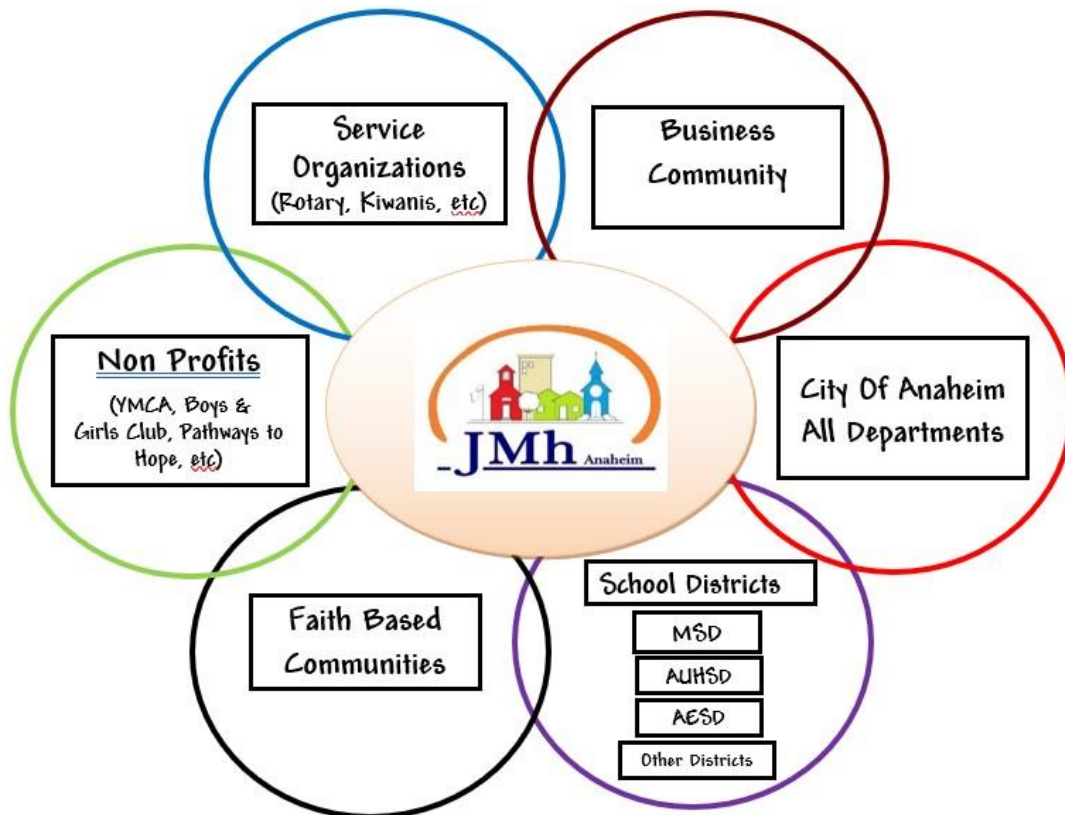 Service
Organizations
(Rotary, Kiwanis, etc)
Business
Community
Non Profits
(YMCA, Boys &
Girls Club, Pathways to
Hope, etc)
JMh Anaheim
City Of Anaheim
All Departments
Faith Based
Communities
School Districts
MSD
AUHSD
AESD
Other Districts